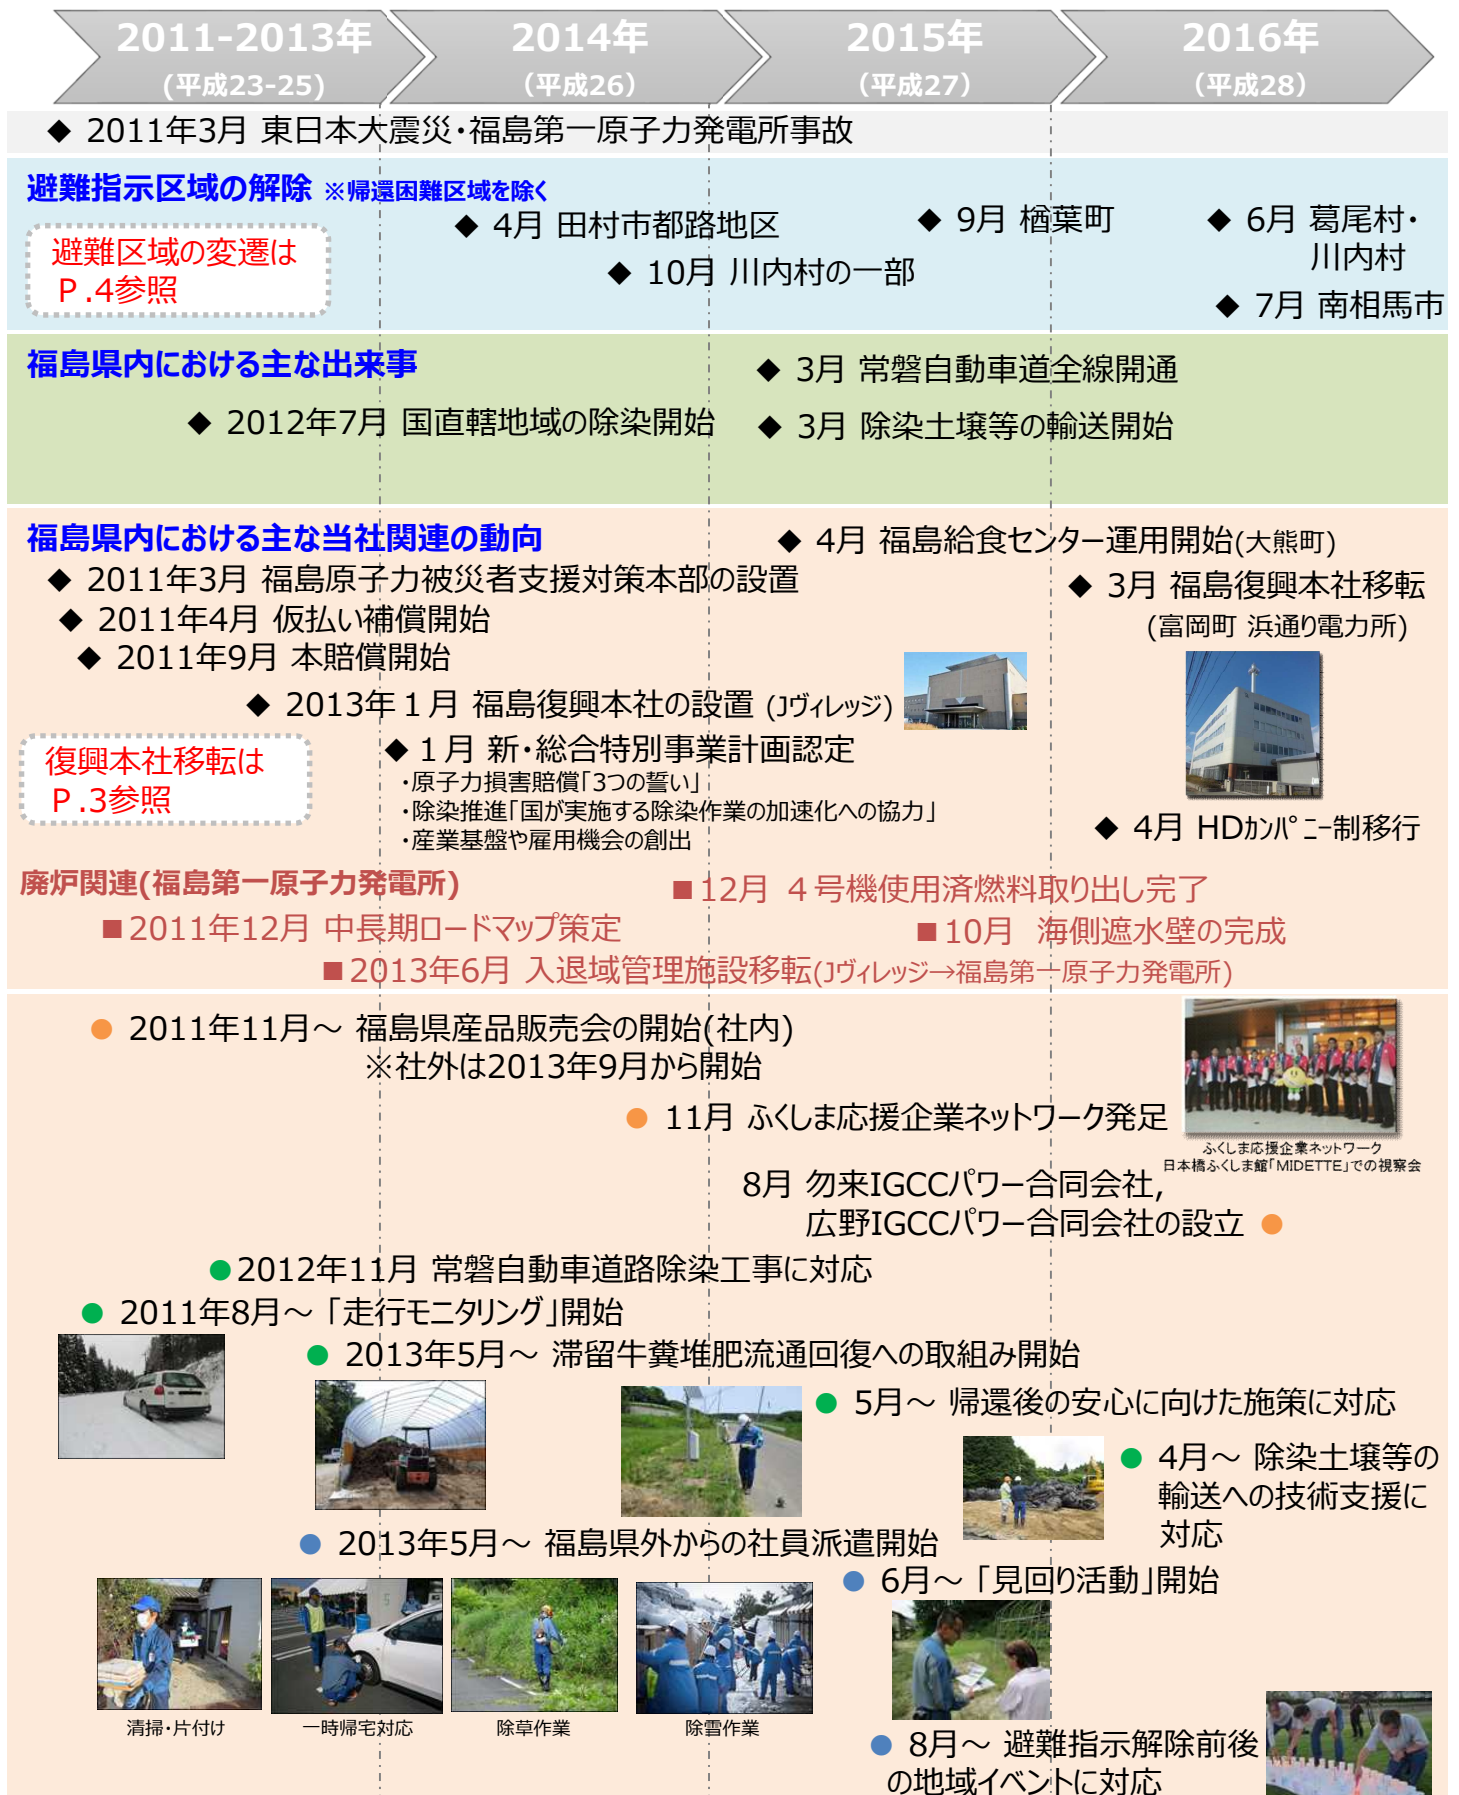 2011-2013年
(平成23-25)
2014年
（平成26）
2015年
（平成27）
2016年
（平成28）
◆ 2011年3月 東日本大震災・福島第一原子力発電所事故
避難指示区域の解除 ※帰還困難区域を除く
◆ 4月 田村市都路地区
◆ 9月 楢葉町
◆ 6月 葛尾村・
川内村
避難区域の変遷は
Ｐ.4参照
◆ 10月 川内村の一部
◆ 7月 南相馬市
福島県内における主な出来事
◆ 3月 常磐自動車道全線開通
◆ 2012年7月 国直轄地域の除染開始
◆ 3月 除染土壌等の輸送開始
福島県内における主な当社関連の動向
◆ 4月 福島給食センター運用開始(大熊町)
◆ 2011年3月 福島原子力被災者支援対策本部の設置
◆ 3月 福島復興本社移転
(富岡町 浜通り電力所)
◆ 2011年4月 仮払い補償開始
◆ 2011年9月 本賠償開始
◆ 2013年１月 福島復興本社の設置 (Jヴィレッジ)
復興本社移転は
Ｐ.3参照
◆１月 新・総合特別事業計画認定
・原子力損害賠償｢3つの誓い｣
・除染推進｢国が実施する除染作業の加速化への協力｣
・産業基盤や雇用機会の創出
◆ 4月 HDｶﾝﾊﾟﾆｰ制移行
廃炉関連(福島第一原子力発電所)
■12月 ４号機使用済燃料取り出し完了
■2011年12月 中長期ロードマップ策定
■10月 海側遮水壁の完成
■2013年6月 入退域管理施設移転(Jヴィレッジ→福島第一原子力発電所)
● 2011年11月～ 福島県産品販売会の開始(社内)
※社外は2013年9月から開始
● 11月 ふくしま応援企業ネットワーク発足
ふくしま応援企業ネットワーク
日本橋ふくしま館｢MIDETTE｣での視察会
8月 勿来IGCCパワー合同会社,
広野IGCCパワー合同会社の設立 ●
●2012年11月 常磐自動車道路除染工事に対応
● 2011年8月～｢走行モニタリング｣開始
● 2013年5月～ 滞留牛糞堆肥流通回復への取組み開始
● 5月～ 帰還後の安心に向けた施策に対応
● 4月～ 除染土壌等の
輸送への技術支援に
対応
● 2013年5月～ 福島県外からの社員派遣開始
● 6月～｢見回り活動｣開始
清掃・片付け
一時帰宅対応
除草作業
除雪作業
● 8月～ 避難指示解除前後
の地域イベントに対応